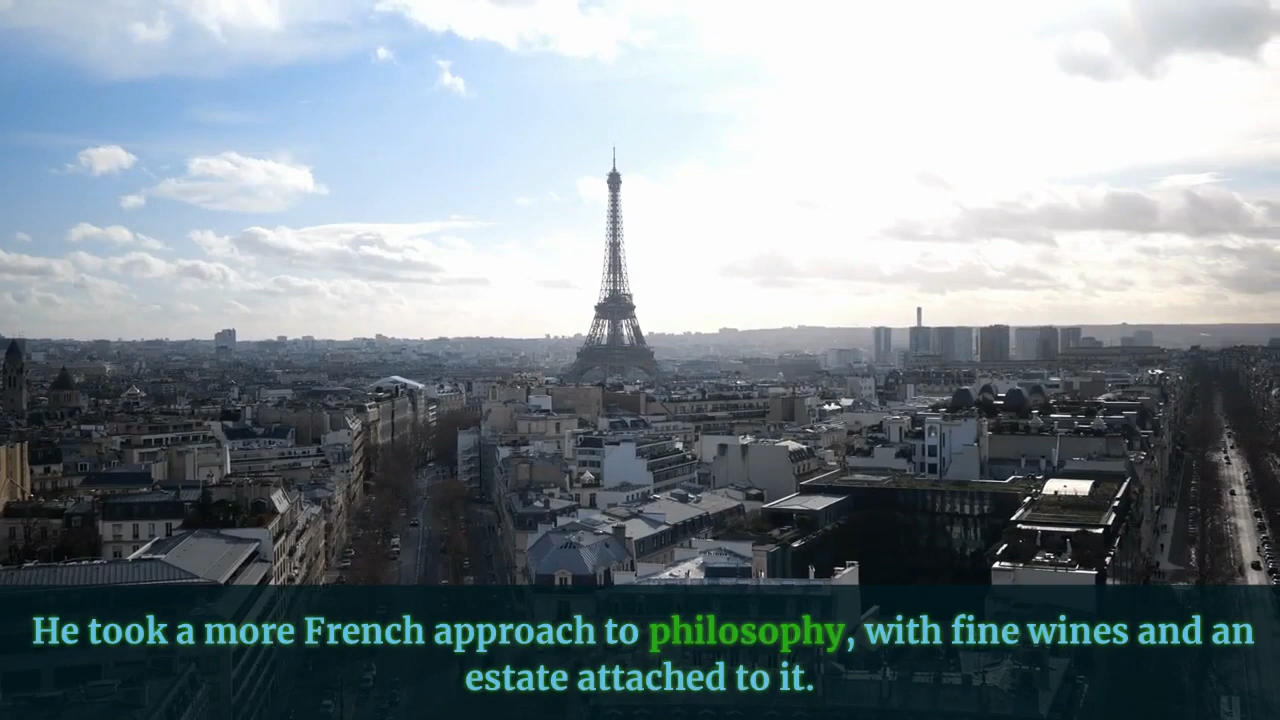 He took a more French approach to philosophy, with fine wines and an
estate attached to it.